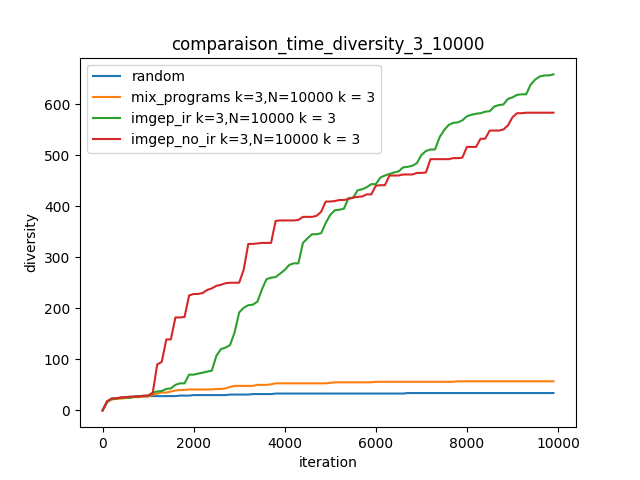 comparaison_time_diversity_3_10000
random
mix_programs k=3,N=10000 k = 3
imgep_ir k=3,N=10000 k = 3
imgep_no_ir k=3,N=10000 k = 3
diversity
600
500
400
300
200
100
0
0 2000 4000 6000 8000 10000
iteration